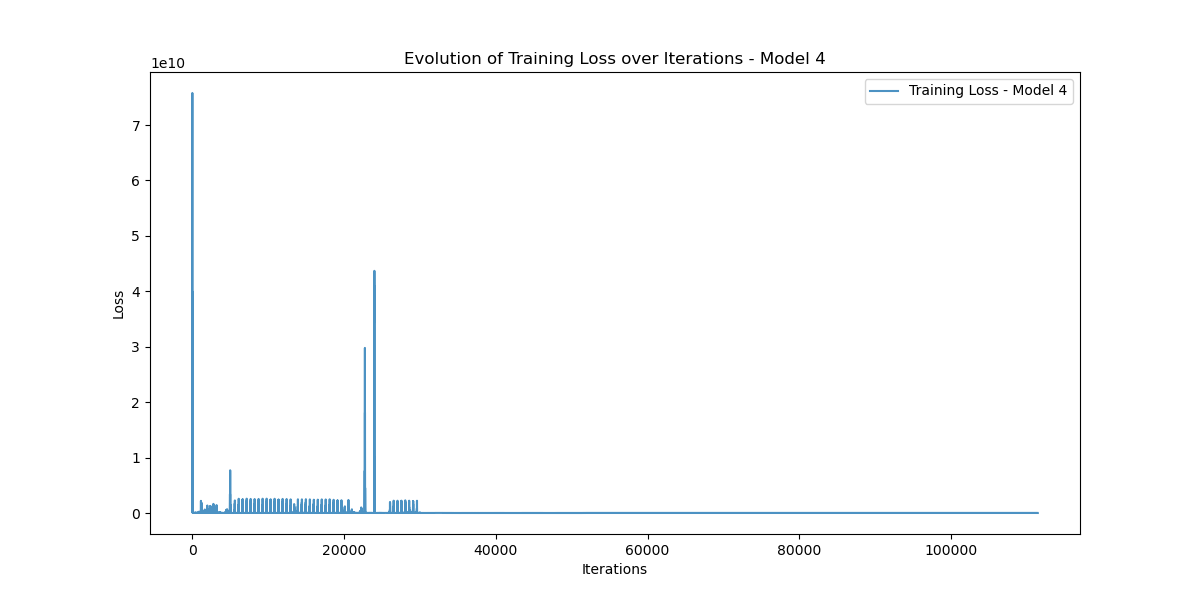 Evolution of Training Loss over Iterations - Model 4
1e10
Training Loss - Model 4
7
6
5
4
3
2
1
0
Loss
0 20000 40000 60000 80000 100000
Iterations